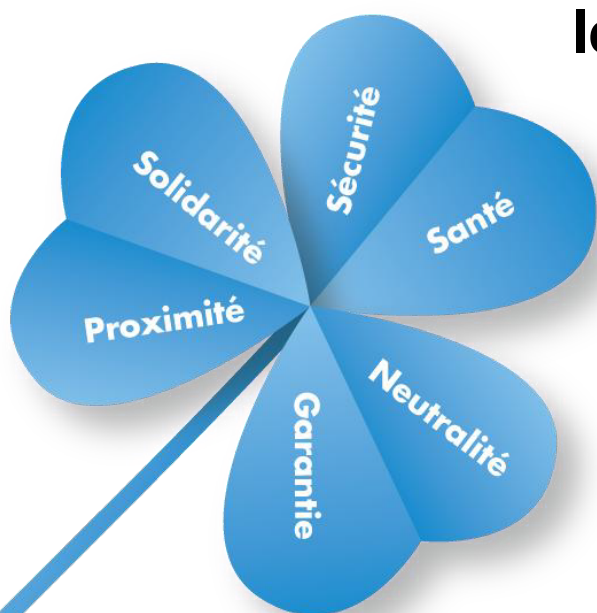 Sécurité
Solidarité
Santé
Proximité
Neutralité
Garantie